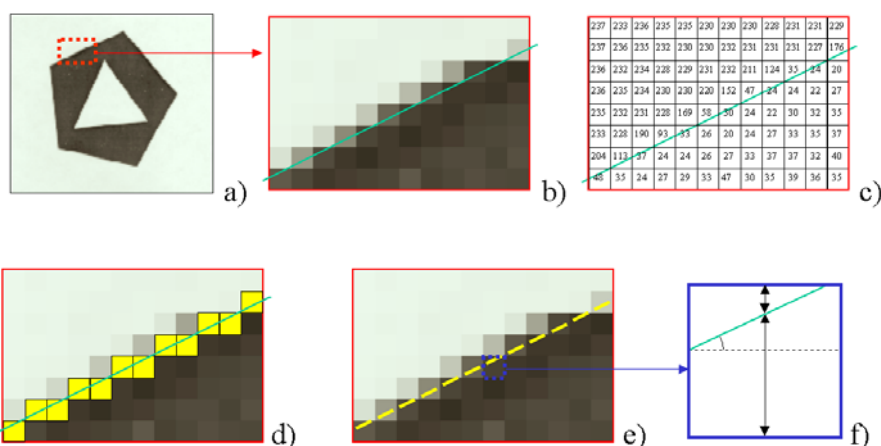 237 233 236 235 235 230 230 230 228 231 231 229
237 236 235 232 230 230 232 231 231 231 227 176
236 232 234 228 229 231 232 211 124 35 24 20
236 235 234 230 230 220 152 47 24 24 22 27
235 232 231 228 169 58 30 24 22 30 32 35
233 228 190 93 33 26 20 24 27 33 35 37
204 113 37 24 24 26 27 33 37 37 32 40
48 35 24 27 29 33 47 30 35 39 36 35
a) b) c)
d) e) f)